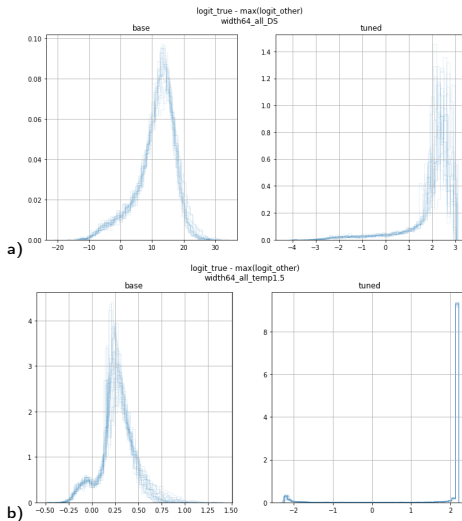 logit_true - max(logit_other)
width64_all_DS
base
tuned
0.10
0.08
0.06
0.04
0.02
0.00
-20 -10 0 10 20 30
1.4
1.2
1.0
0.8
0.6
0.4
0.2
0.0
-4 -3 -2 -1 0 1 2 3
a)
logit_true - max(logit_other)
width64_all_temp1.5
base
tuned
4
3
2
1
0
-0.50 -0.25 0.00 0.25 0.50 0.75 1.00 1.25 1.50
8
6
4
2
0
-2 -1 0 1 2
b)